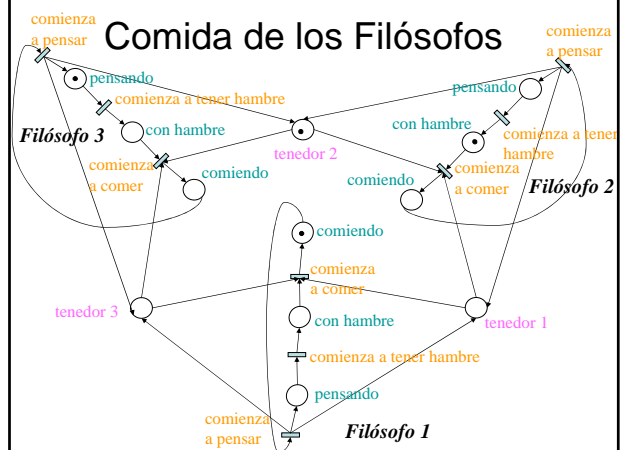 Comida de los Filósofos
comienza
a pensar
pensando
comienza a tener hambre
Filósofo 3
con hambre
comienza
a comer
comiendo
tenedor 2
comienza
a pensar
pensando
con hambre
comienza a tener
hambre
comienza
a comer
comiendo
Filósofo 2
comiendo
comienza
a comer
tenedor 3
con hambre
tenedor 1
comienza a tener hambre
pensando
comienza
a pensar
Filósofo 1